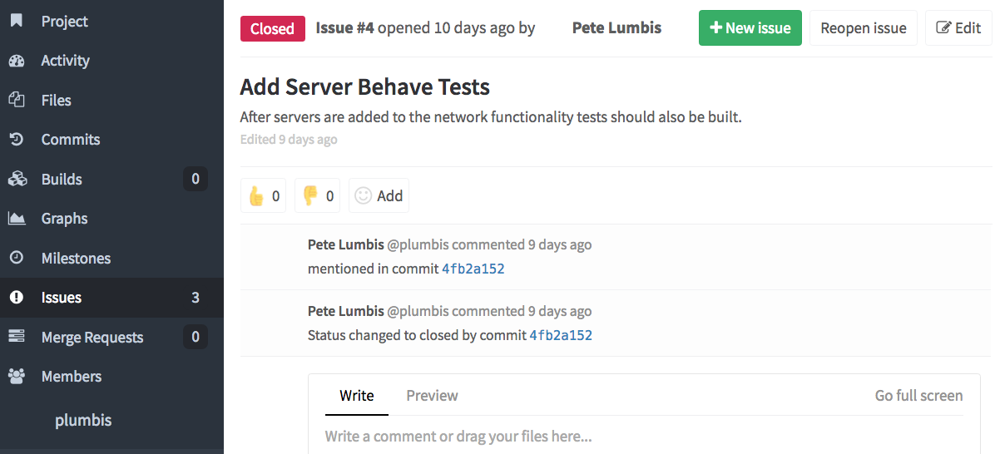 Project
Activity
Files
Commits
Builds 0
Graphs
Milestones
Issues 3
Merge Requests 0
Members
plumbis
Closed Issue #4 opened 10 days ago by Pete Lumbis New issue Reopen issue Edit
Add Server Behave Tests
After servers are added to the network functionality tests should also be built.
Edited 9 days ago
0 0 Add
Pete Lumbis @plumbis commented 9 days ago
mentioned in commit 4fb2a152
Pete Lumbis @plumbis commented 9 days ago
Status changed to closed by commit 4fb2a152
Write Preview Go full screen
Write a comment or drag your files here...